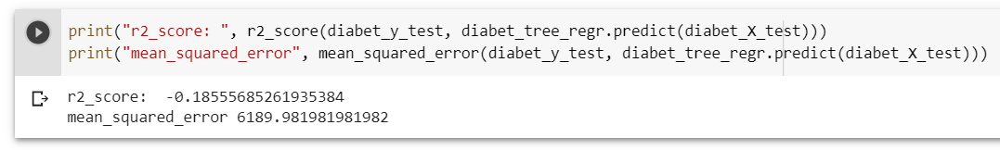 print("r2_score: ", r2_score(diabet_y_test, diabet_tree_regr.predict(diabet_X_test)))
print("mean_squared_error", mean_squared_error(diabet_y_test, diabet_tree_regr.predict(diabet_X_test)))
r2_score:  -0.18555685261935384
mean_squared_error 6189.981981981982